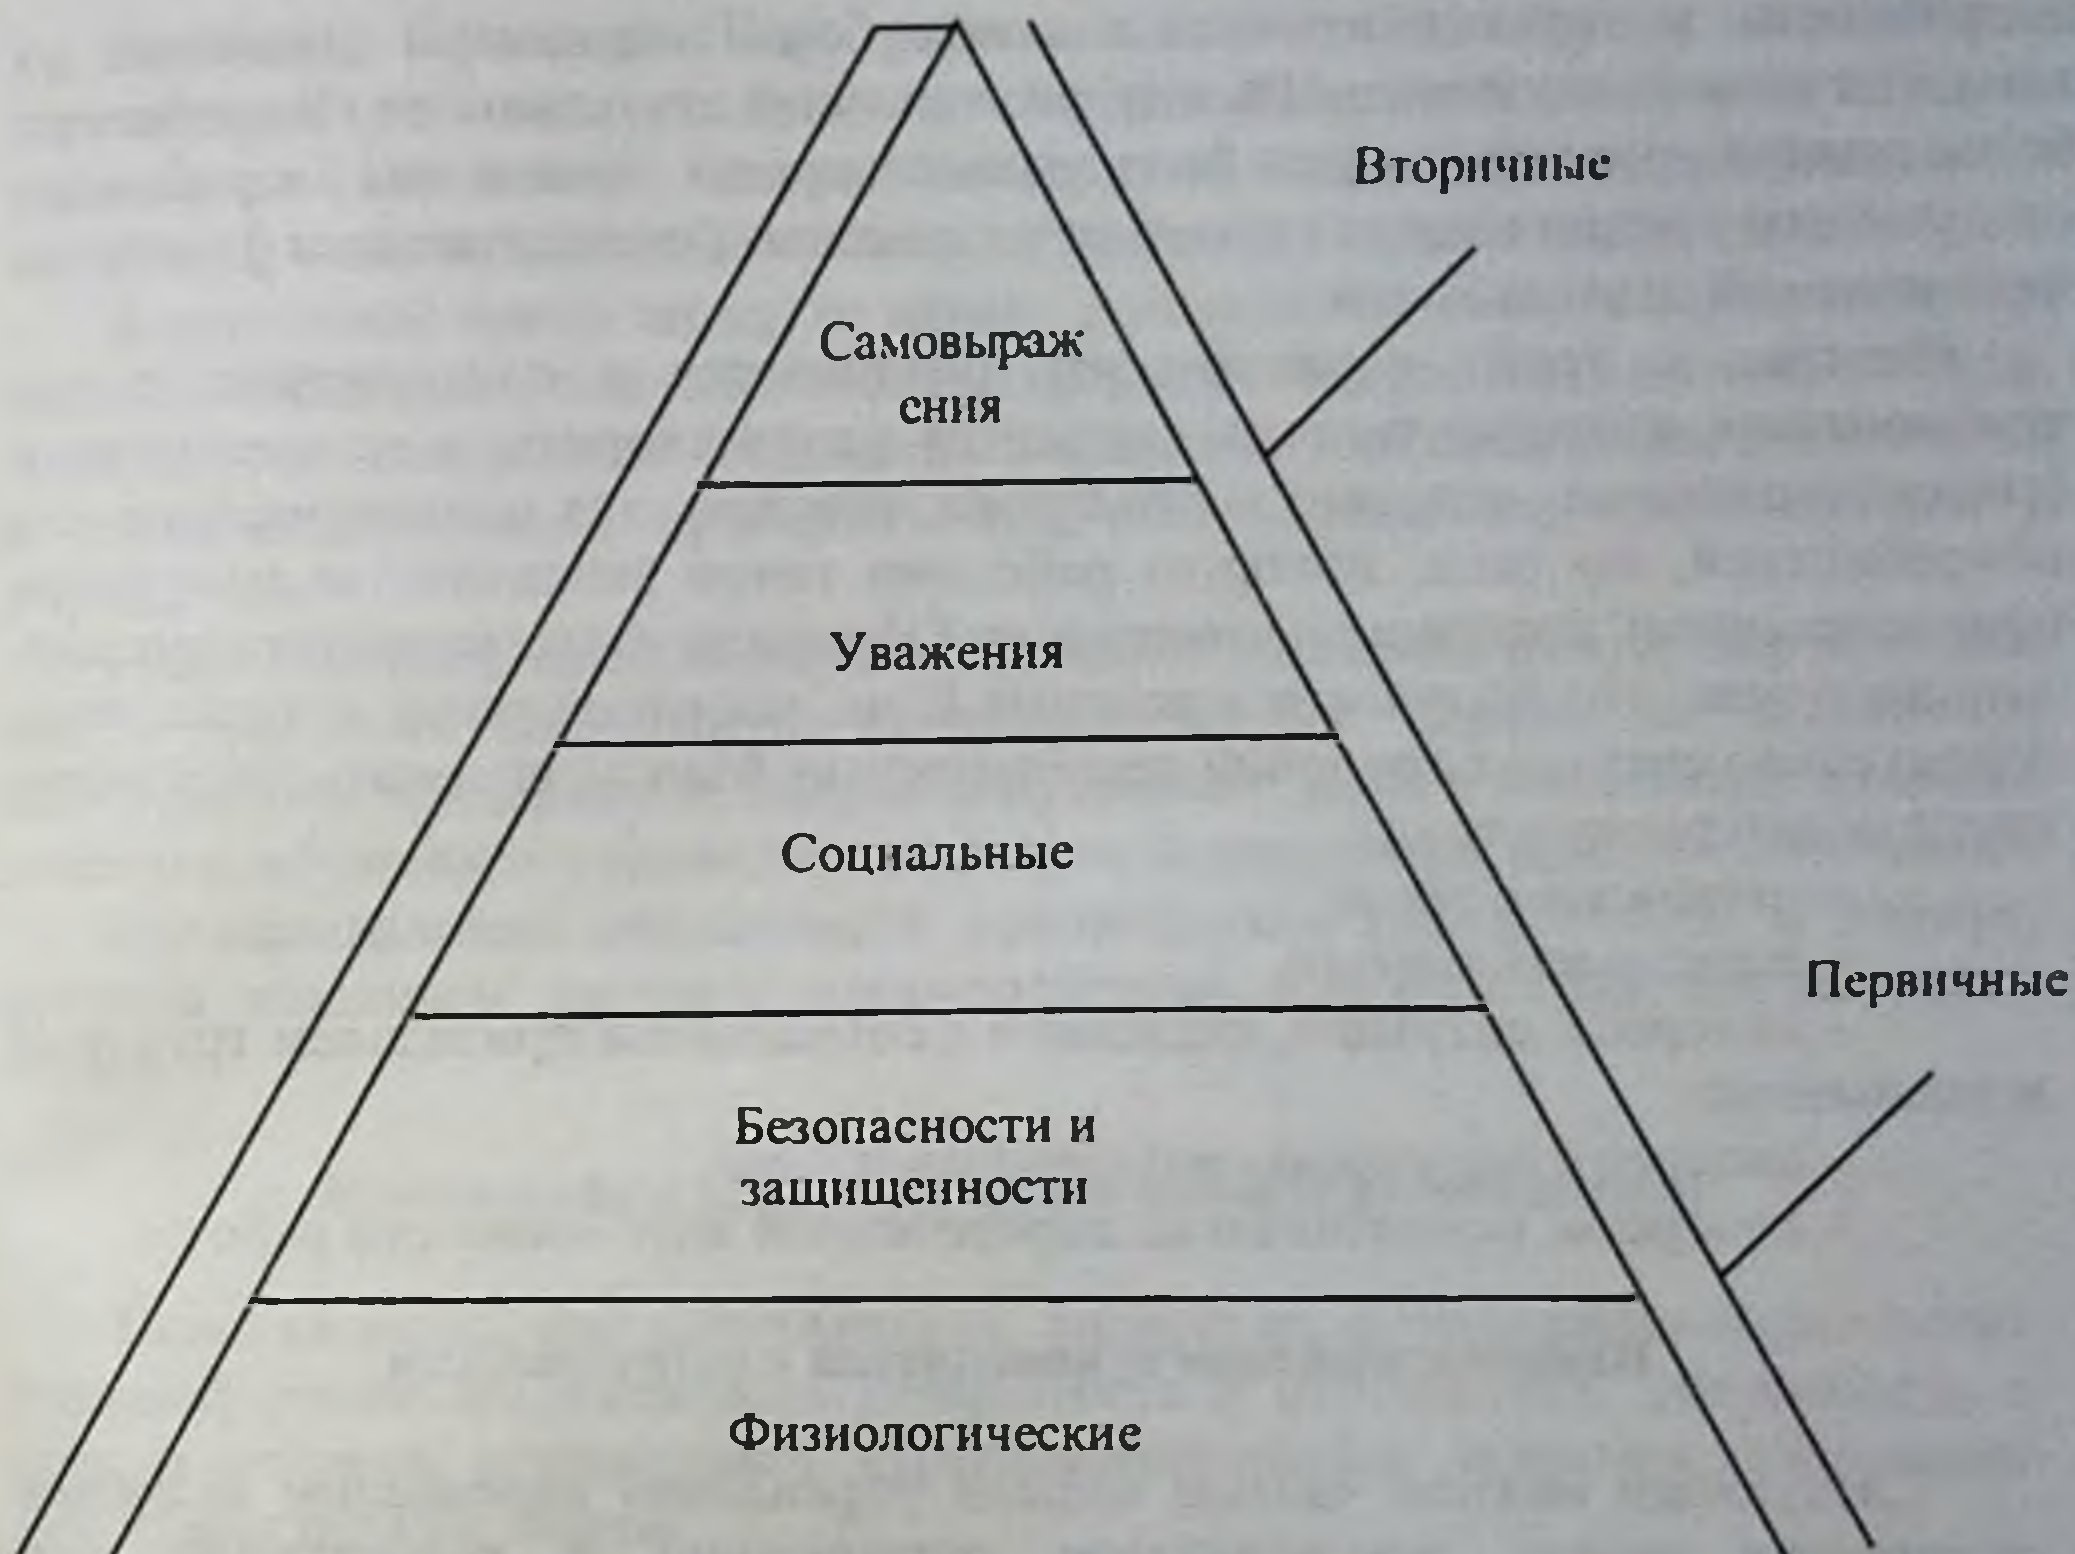 Вторичные
Самовыраж
ения
Уважения
Социальные
Первичные
Безопасности и
защищенности
Физиологические